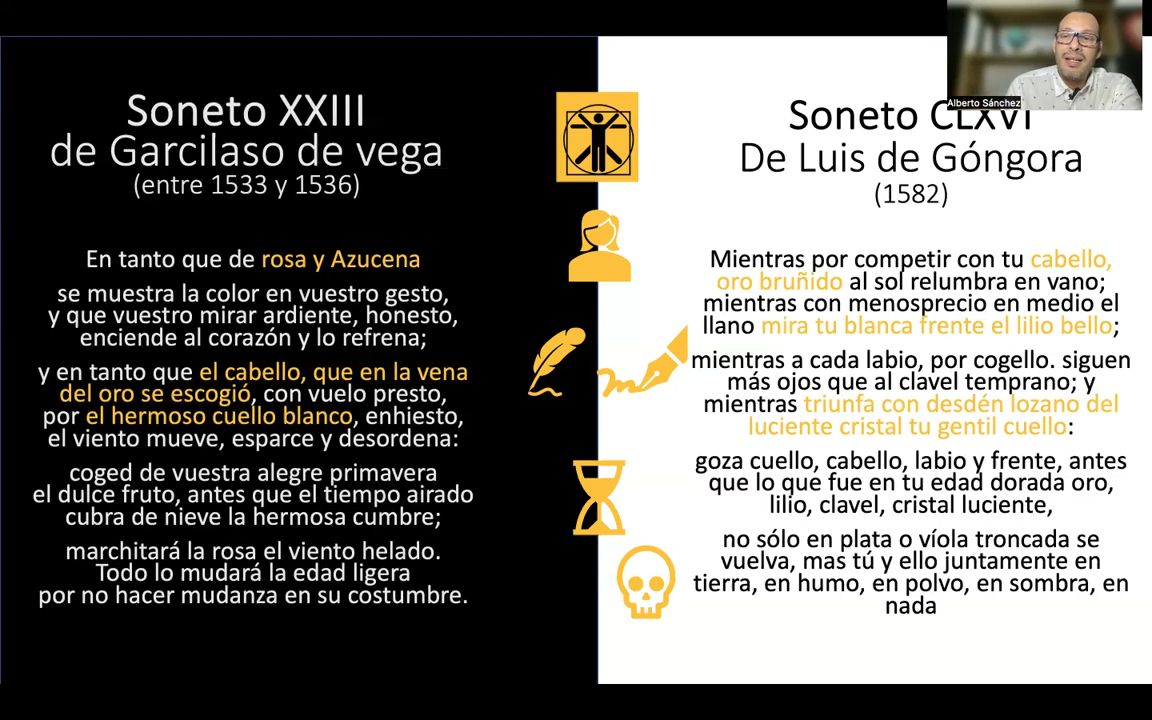 Soneto XXIII
de Garcilaso de vega
(entre 1533 y 1536)
En tanto que de rosa y Azucena
se muestra la color en vuestro gesto,
y que vuestro mirar ardiente, honesto,
enciende al corazón y lo refrena;
y en tanto que el cabello, que en la vena
del oro se escogió, con vuelo presto,
por el hermoso cuello blanco, enhiesto,
el viento mueve, esparce y desordena:
coged de vuestra alegre primavera
el dulce fruto, antes que el tiempo airado
cubra de nieve la hermosa cumbre;
marchitará la rosa el viento helado.
Todo lo mudará la edad ligera
por no hacer mudanza en su costumbre.
Alberto Sánchez
Soneto CLXVI
De Luis de Góngora
(1582)
Mientras por competir con tu cabello,
oro bruñido al sol relumbra en vano;
mientras con menosprecio en medio el
llano mira tu blanca frente el lilio bello;
mientras a cada labio, por cogello. siguen
más ojos que al clavel temprano; y
mientras triunfa con desdén lozano del
luciente cristal tu gentil cuello:
goza cuello, cabello, labio y frente, antes
que lo que fue en tu edad dorada oro,
lilio, clavel, cristal luciente,
no sólo en plata o víola troncada se
vuelva, mas tú y ello juntamente en
tierra, en humo, en polvo, en sombra, en
nada